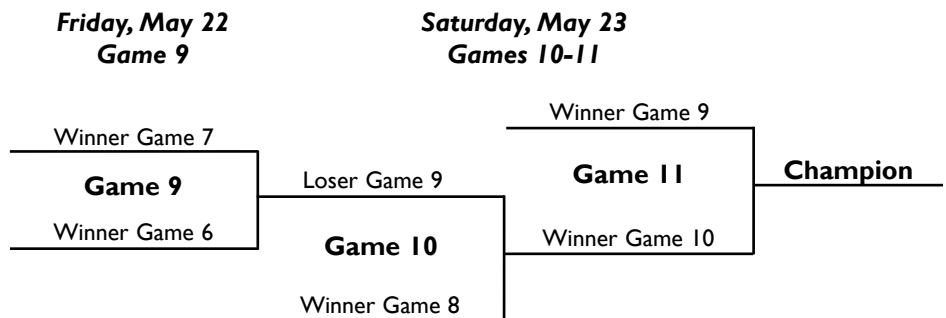 Friday, May 22
Game 9
Saturday, May 23
Games 10-11
Winner Game 7
Game 9
Winner Game 6
Loser Game 9
Game 10
Winner Game 8
Winner Game 9
Game 11
Winner Game 10
Champion